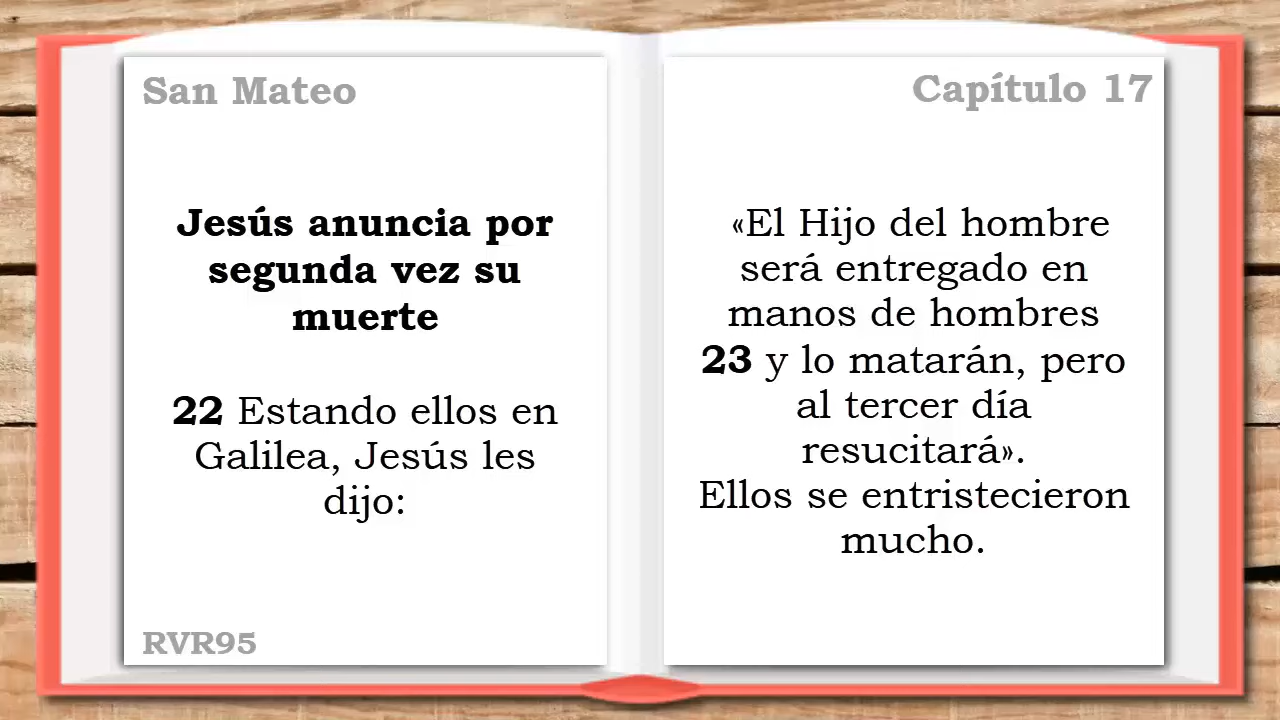 San Mateo
Jesús anuncia por
segunda vez su
muerte
22 Estando ellos en
Galilea, Jesús les
dijo:
RVR95
Capítulo 17
«El Hijo del hombre
será entregado en
manos de hombres
23 y lo matarán, pero
al tercer día
resucitará».
Ellos se entristecieron
mucho.